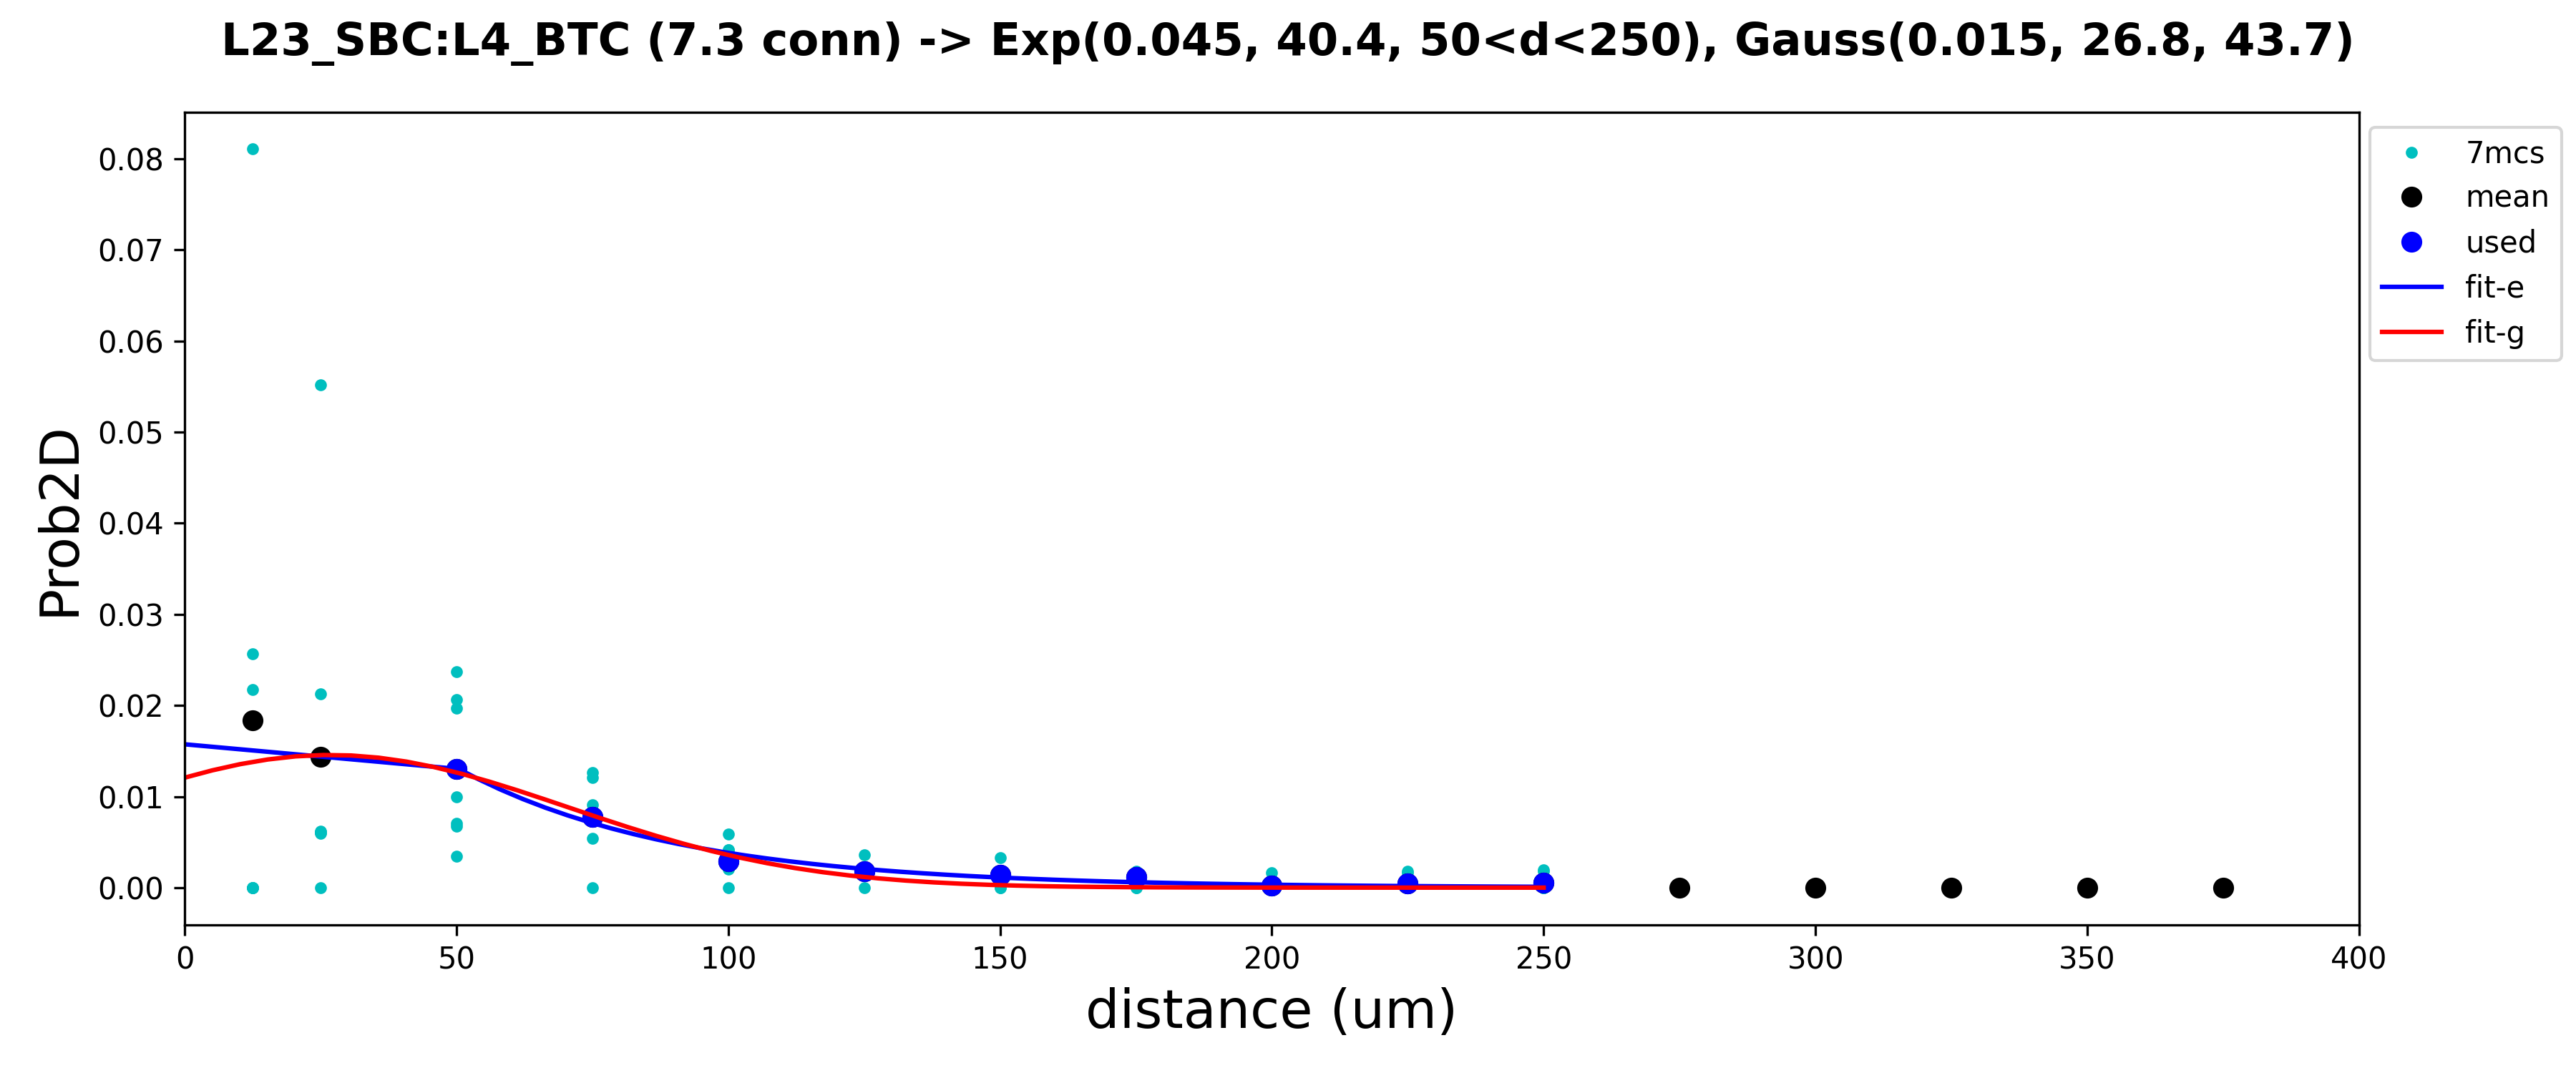 L23_SBC:L4_BTC (7.3 conn) -> Exp(0.045, 40.4, 50<d<250), Gauss(0.015, 26.8, 43.7)
7mcs
mean
used
fit-e
fit-g
Prob2D
0.08
0.07
0.06
0.05
0.04
0.03
0.02
0.01
0.00
0 50 100 150 200 250 300 350 400
distance (um)